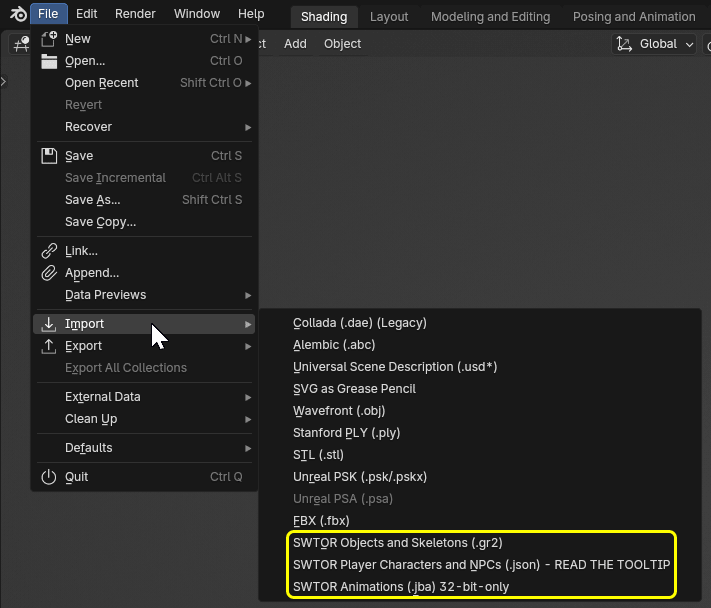 File Edit Render Window Help Shading Layout Modeling and Editing Posing and Animation
ct Add Object Global
New Ctrl N
Open... Ctrl O
Open Recent Shift Ctrl O
Revert
Recover
Save Ctrl S
Save Incremental Ctrl Alt S
Save As... Shift Ctrl S
Save Copy...
Link...
Append...
Data Previews
Import
Export
Export All Collections
External Data
Clean Up
Defaults
Quit Ctrl Q
Collada (.dae) (Legacy)
Alembic (.abc)
Universal Scene Description (.usd*)
SVG as Grease Pencil
Wavefront (.obj)
Stanford PLY (.ply)
STL (.stl)
Unreal PSK (.psk/.pskx)
Unreal PSA (.psa)
FBX (.fbx)
SWTOR Objects and Skeletons (.gr2)
SWTOR Player Characters and NPCs (.json) - READ THE TOOLTIP
SWTOR Animations (.jba) 32-bit-only